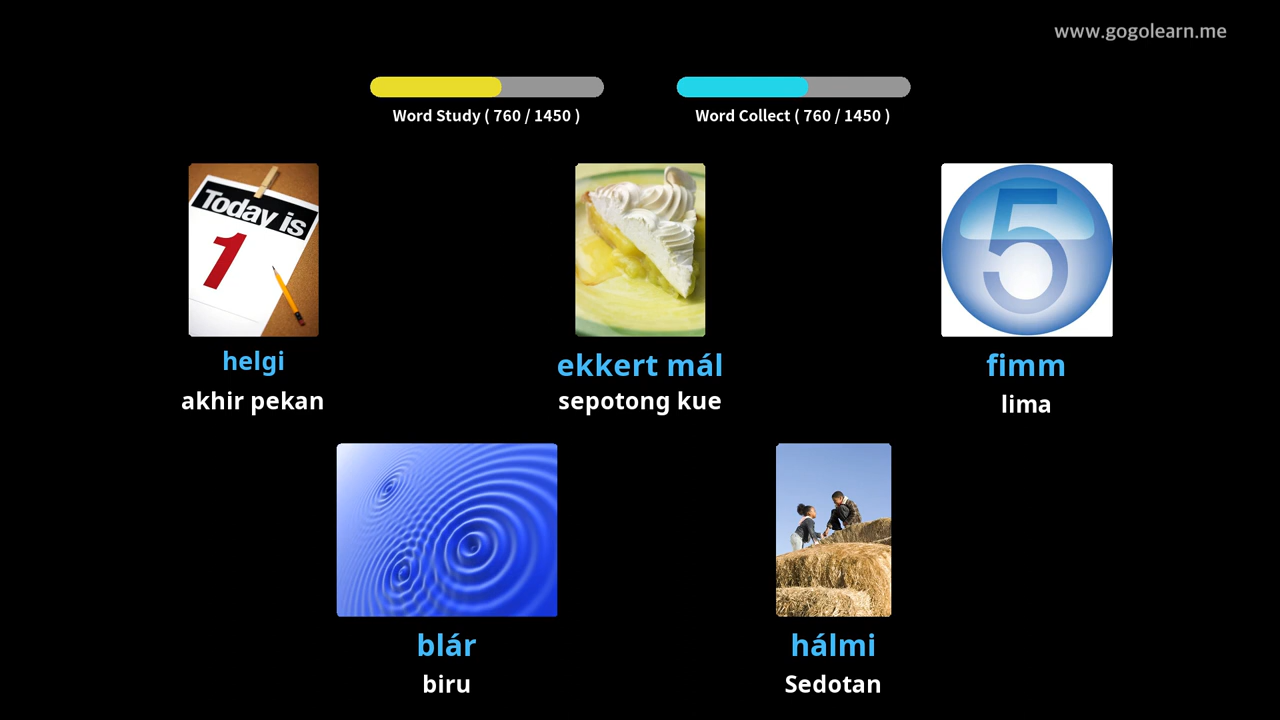 www.gogolearn.me
Word Study ( 760 / 1450 )
Word Collect ( 760 / 1450 )
Today is
1
5
helgi
akhir pekan
ekkert mál
sepotong kue
fimm
lima
blár
biru
hálmi
Sedotan